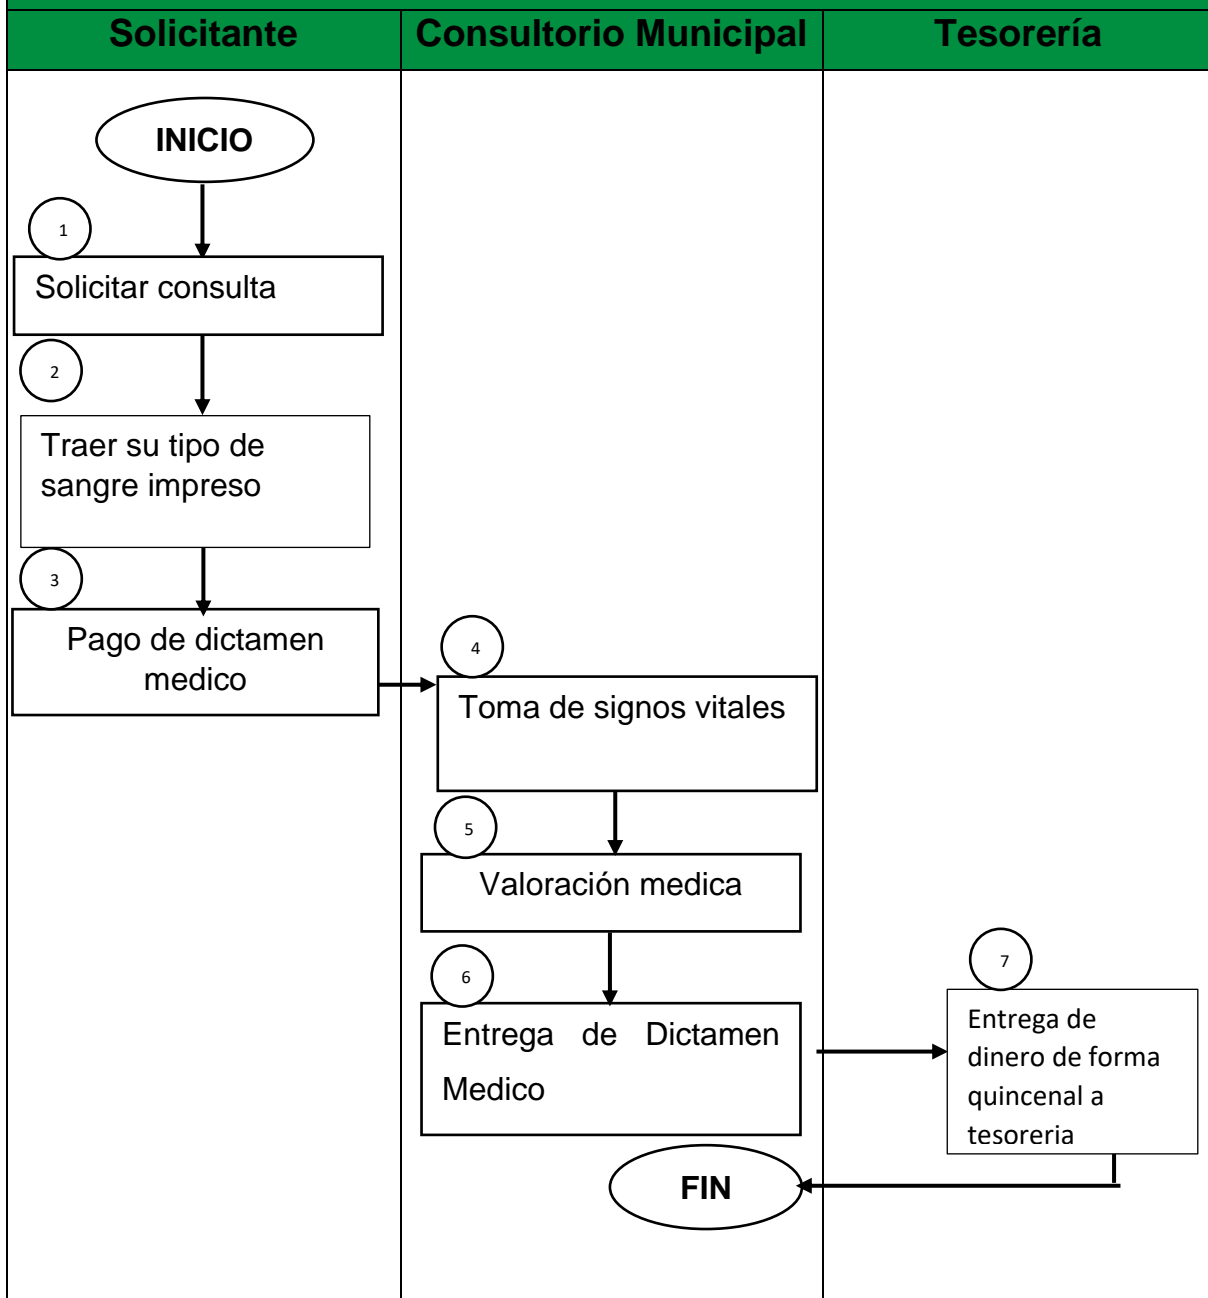 Solicitante
Consultorio Municipal
Tesorería
INICIO
1
Solicitar consulta
2
Traer su tipo de
sangre impreso
3
Pago de dictamen
medico
4
Toma de signos vitales
5
Valoración medica
6
Entrega de Dictamen
Medico
7
Entrega de
dinero de forma
quincenal a
tesoreria
FIN